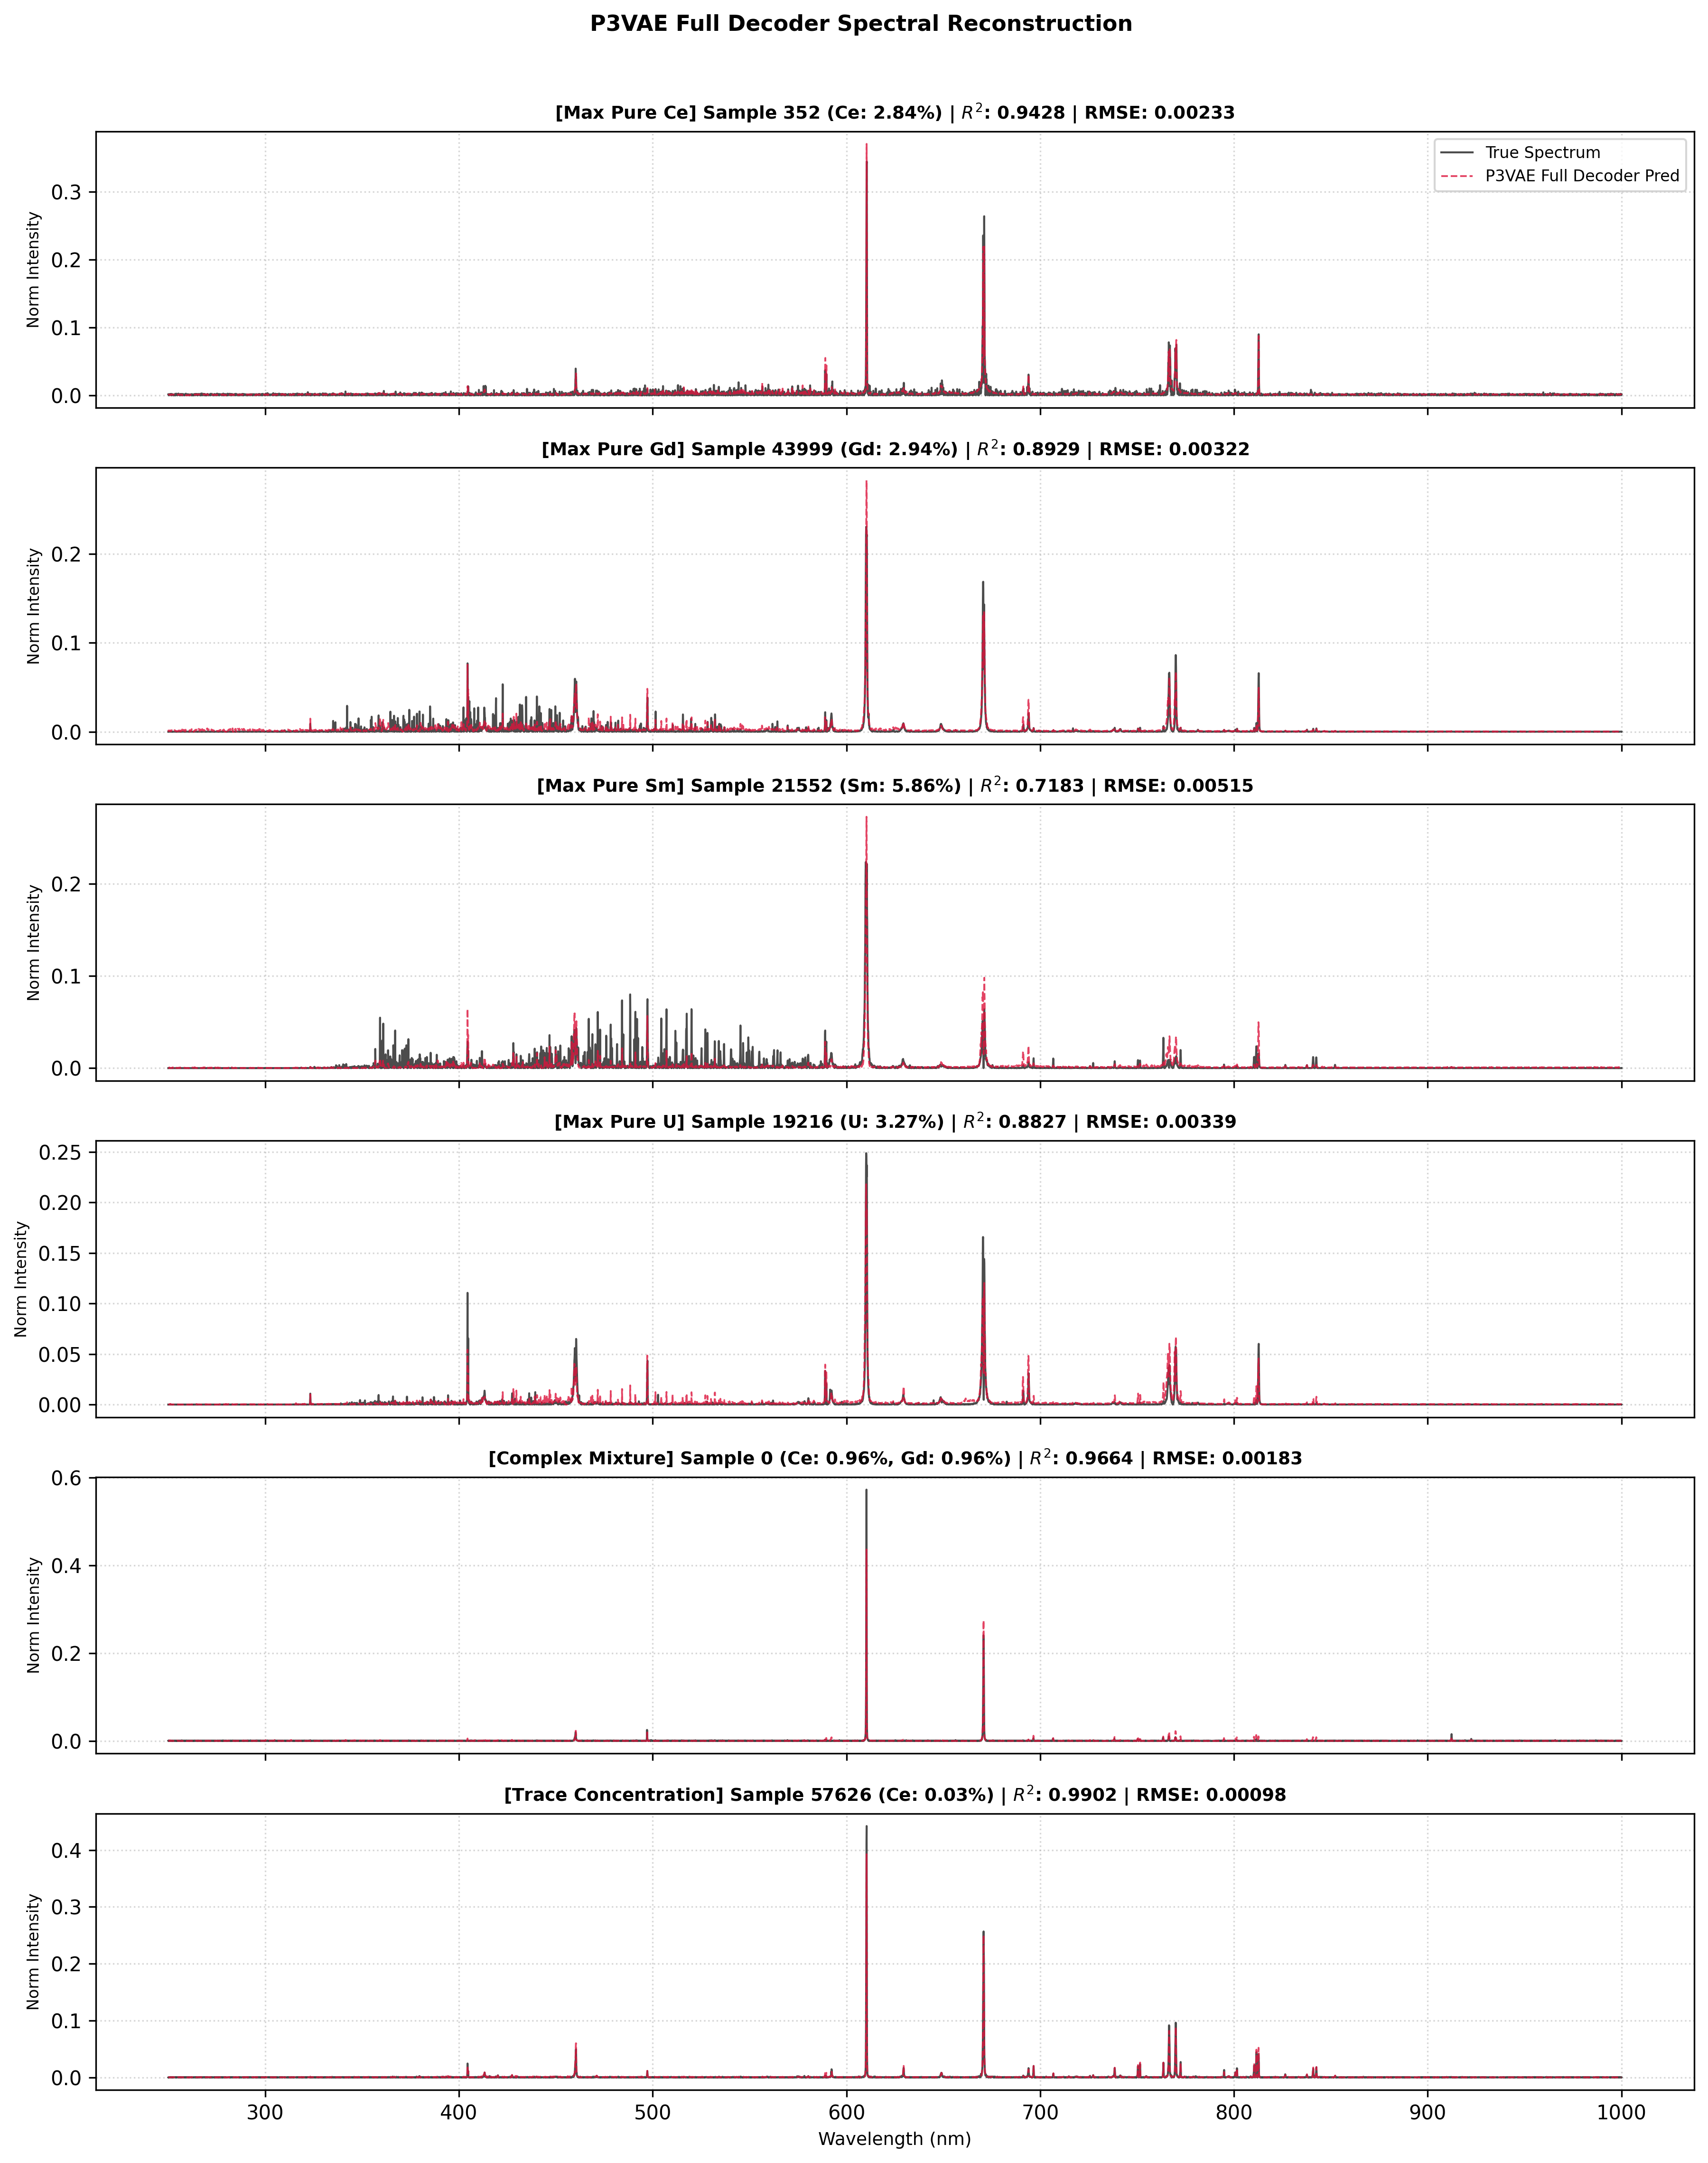 P3VAE Full Decoder Spectral Reconstruction
[Max Pure Ce] Sample 352 (Ce: 2.84%) | R²: 0.9428 | RMSE: 0.00233
True Spectrum
P3VAE Full Decoder Pred
Norm Intensity
0.3
0.2
0.1
0.0
[Max Pure Gd] Sample 43999 (Gd: 2.94%) | R²: 0.8929 | RMSE: 0.00322
Norm Intensity
0.2
0.1
0.0
[Max Pure Sm] Sample 21552 (Sm: 5.86%) | R²: 0.7183 | RMSE: 0.00515
Norm Intensity
0.2
0.1
0.0
[Max Pure U] Sample 19216 (U: 3.27%) | R²: 0.8827 | RMSE: 0.00339
Norm Intensity
0.25
0.20
0.15
0.10
0.05
0.00
[Complex Mixture] Sample 0 (Ce: 0.96%, Gd: 0.96%) | R²: 0.9664 | RMSE: 0.00183
Norm Intensity
0.6
0.4
0.2
0.0
[Trace Concentration] Sample 57626 (Ce: 0.03%) | R²: 0.9902 | RMSE: 0.00098
Norm Intensity
0.4
0.3
0.2
0.1
0.0
300 400 500 600 700 800 900 1000
Wavelength (nm)